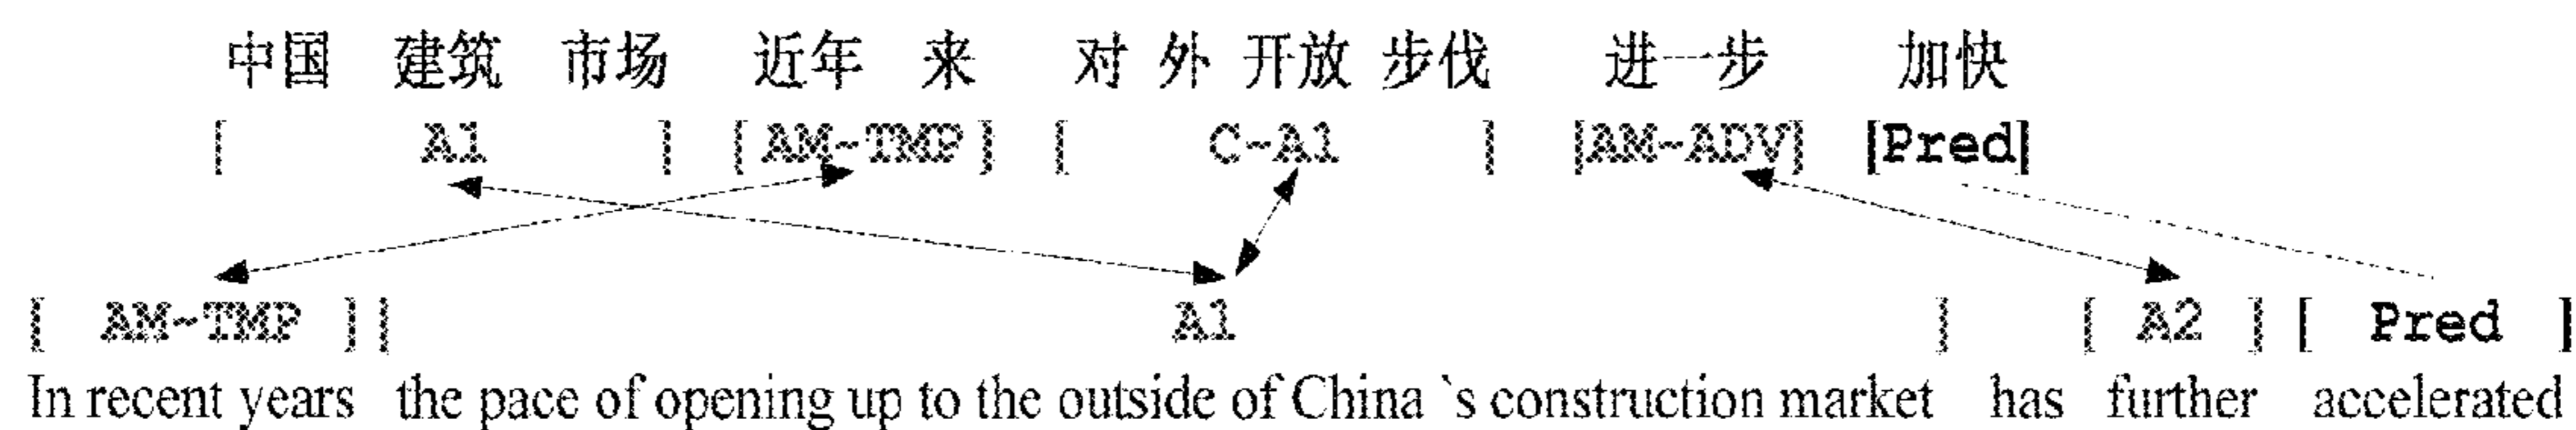 中国 建筑 市场 近年 来 对 外 开放 步伐 进一步 加快
[ A1 ] [ AM-TMP ] [ C-A1 ] [AM-ADV] [Pred]
[ AM-TMP ] [ A1 ] [ A2 ] [ Pred ]
In recent years the pace of opening up to the outside of China `s construction market has further accelerated